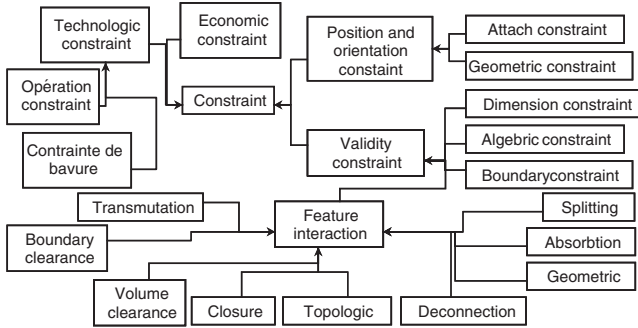 Technologic
constraint
Economic
constraint
Position and
orientation
constaint
Attach constraint
Geometric constraint
Opération
constraint
Constraint
Dimension constraint
Contrainte de
bavure
Validity
constraint
Algebric constraint
Boundaryconstraint
Transmutation
Feature
interaction
Splitting
Boundary
clearance
Absorbtion
Geometric
Volume
clearance
Closure
Topologic
Deconnection